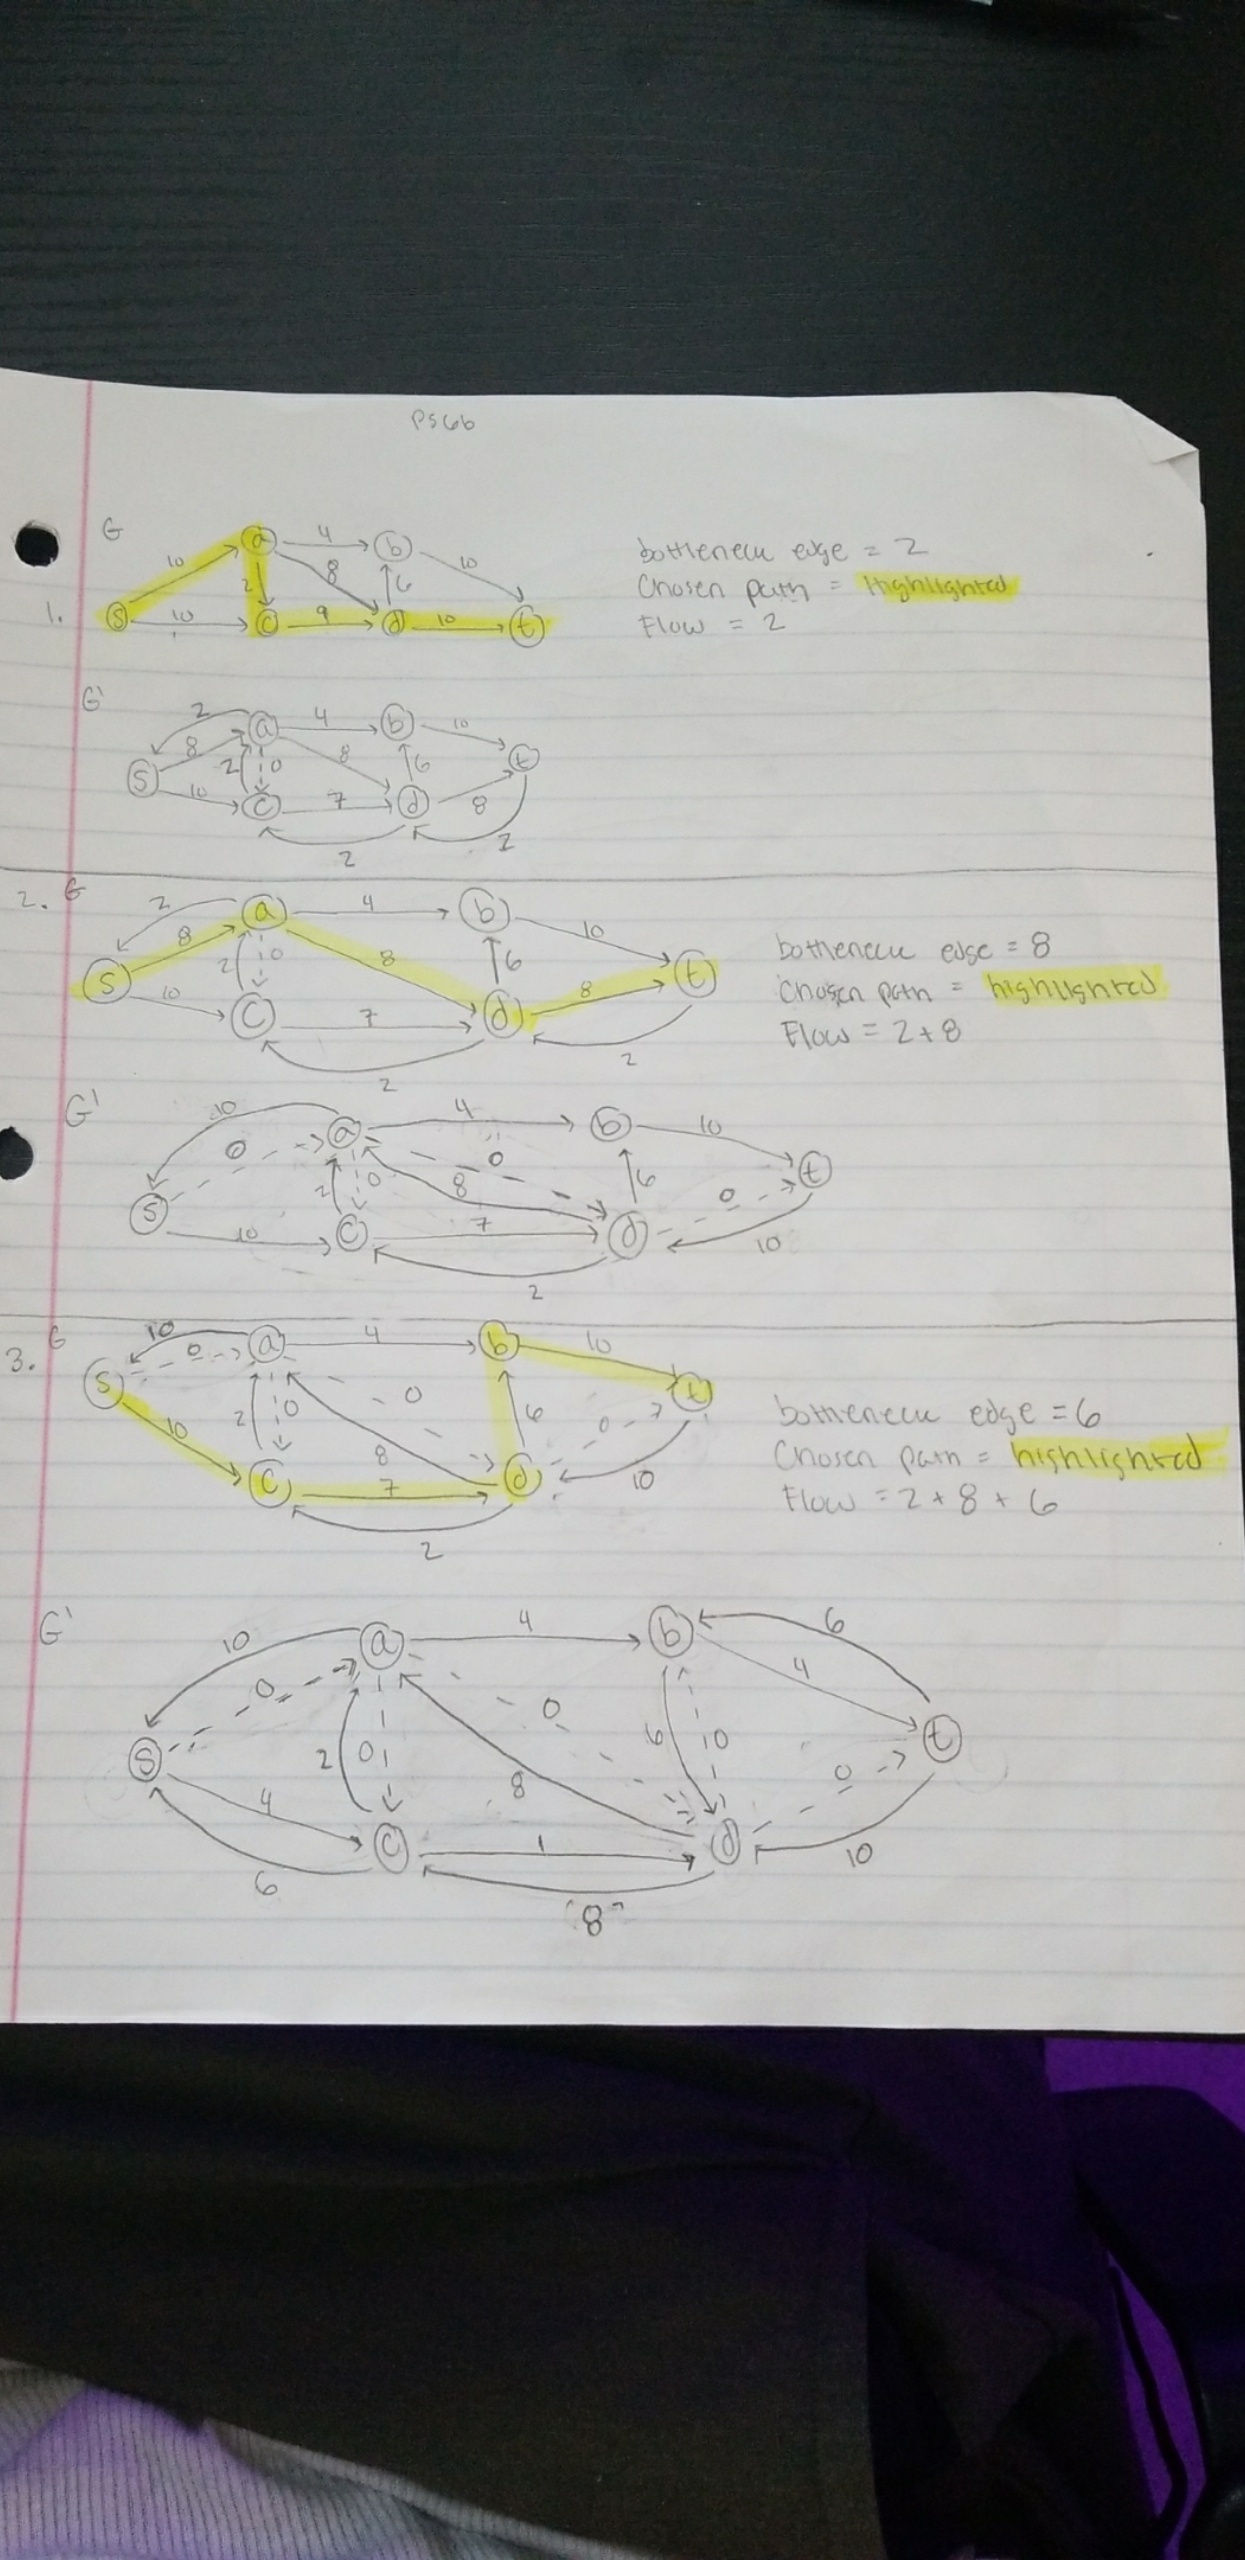 PS6b
G
10 a 4 b 10
2 8 6
1. s 10 c 9 d 10 t
bottleneck edge = 2
Chosen path = Highlighted
Flow = 2
G'
2 a 4 b 10
8 2 0 8 6 t
s 10 c 7 d 8
2 2
2. G
2 a 4 b 10
8 2 0 8 6 t
s 10 c 7 d 8
2 2
bottleneck edge = 8
Chosen path = highlighted
Flow = 2 + 8
G'
10 a 4 b 10
0 2 0 0 8 6 0 t
s 10 c 7 d 10
2
3. G
10 0 a 4 b 10
s 2 0 0 6 0 t
10 c 8 7 d 10
2
bottleneck edge = 6
Chosen path = highlighted
Flow = 2 + 8 + 6
G'
10 a 4 b 6
0 0 4
s 2 0 8 6 0 0 t
4 c 1 d 10
6 8